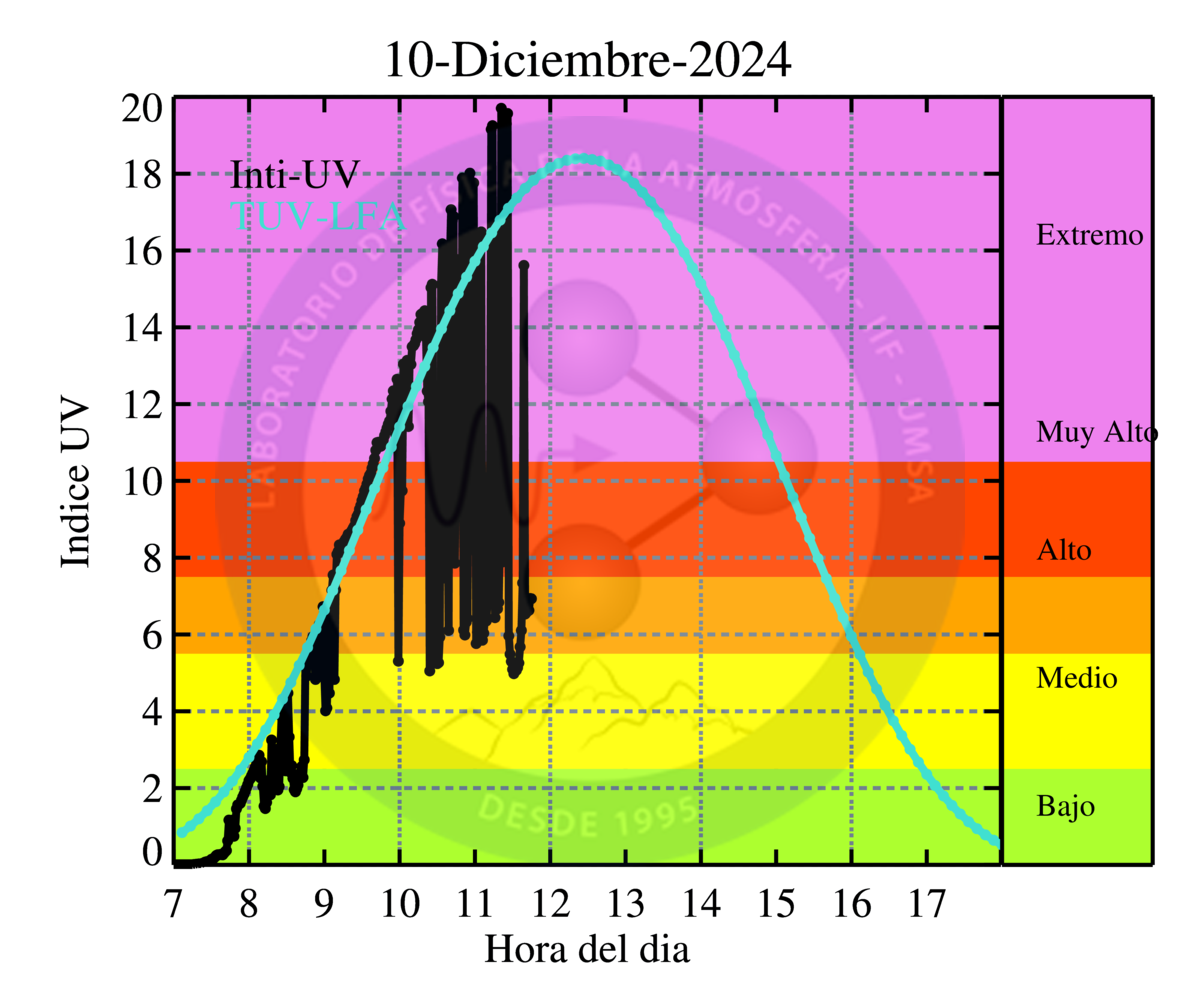 10-Diciembre-2024
20
18
16
14
12
10
8
6
4
2
0
Indice UV
Inti-UV
TUV-LFA
LABORATORIO DE FÍSICA DE LA ATMÓSFERA - IIF - UMSA
DESDE 1995
Extremo
Muy Alto
Alto
Medio
Bajo
7 8 9 10 11 12 13 14 15 16 17
Hora del dia